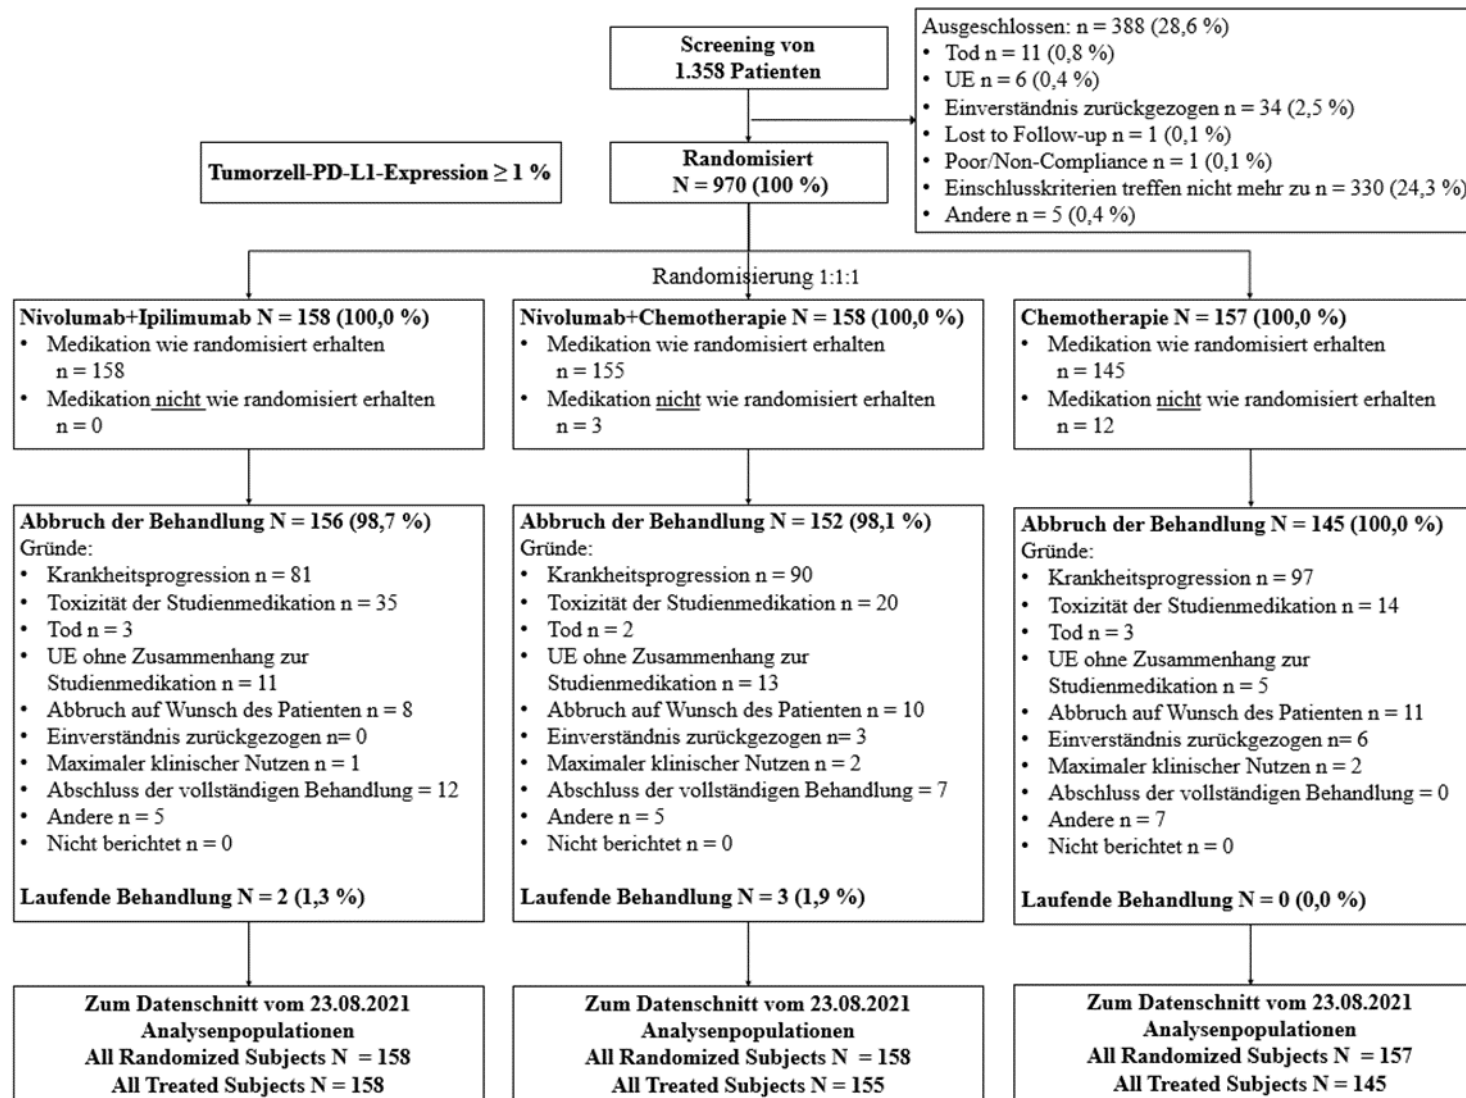 Screening von
1.358 Patienten
Ausgeschlossen: n = 388 (28,6 %)
• Tod n = 11 (0,8 %)
• UE n = 6 (0,4 %)
• Einverständnis zurückgezogen n = 34 (2,5 %)
• Lost to Follow-up n = 1 (0,1 %)
• Poor/Non-Compliance n = 1 (0,1 %)
• Einschlusskriterien treffen nicht mehr zu n = 330 (24,3 %)
• Andere n = 5 (0,4 %)
Tumorzell-PD-L1-Expression ≥ 1 %
Randomisiert
N = 970 (100 %)
Randomisierung 1:1:1
Nivolumab+Ipilimumab N = 158 (100,0 %)
• Medikation wie randomisiert erhalten
n = 158
• Medikation nicht wie randomisiert erhalten
n = 0
Nivolumab+Chemotherapie N = 158 (100,0 %)
• Medikation wie randomisiert erhalten
n = 155
• Medikation nicht wie randomisiert erhalten
n = 3
Chemotherapie N = 157 (100,0 %)
• Medikation wie randomisiert erhalten
n = 145
• Medikation nicht wie randomisiert erhalten
n = 12
Abbruch der Behandlung N = 156 (98,7 %)
Gründe:
• Krankheitsprogression n = 81
• Toxizität der Studienmedikation n = 35
• Tod n = 3
• UE ohne Zusammenhang zur
Studienmedikation n = 11
• Abbruch auf Wunsch des Patienten n = 8
• Einverständnis zurückgezogen n= 0
• Maximaler klinischer Nutzen n = 1
• Abschluss der vollständigen Behandlung = 12
• Andere n = 5
• Nicht berichtet n = 0
Laufende Behandlung N = 2 (1,3 %)
Abbruch der Behandlung N = 152 (98,1 %)
Gründe:
• Krankheitsprogression n = 90
• Toxizität der Studienmedikation n = 20
• Tod n = 2
• UE ohne Zusammenhang zur
Studienmedikation n = 13
• Abbruch auf Wunsch des Patienten n = 10
• Einverständnis zurückgezogen n= 3
• Maximaler klinischer Nutzen n = 2
• Abschluss der vollständigen Behandlung = 7
• Andere n = 5
• Nicht berichtet n = 0
Laufende Behandlung N = 3 (1,9 %)
Abbruch der Behandlung N = 145 (100,0 %)
Gründe:
• Krankheitsprogression n = 97
• Toxizität der Studienmedikation n = 14
• Tod n = 3
• UE ohne Zusammenhang zur
Studienmedikation n = 5
• Abbruch auf Wunsch des Patienten n = 11
• Einverständnis zurückgezogen n= 6
• Maximaler klinischer Nutzen n = 2
• Abschluss der vollständigen Behandlung = 0
• Andere n = 7
• Nicht berichtet n = 0
Laufende Behandlung N = 0 (0,0 %)
Zum Datenschnitt vom 23.08.2021
Analysenpopulationen
All Randomized Subjects N = 158
All Treated Subjects N = 158
Zum Datenschnitt vom 23.08.2021
Analysenpopulationen
All Randomized Subjects N = 158
All Treated Subjects N = 155
Zum Datenschnitt vom 23.08.2021
Analysenpopulationen
All Randomized Subjects N = 157
All Treated Subjects N = 145